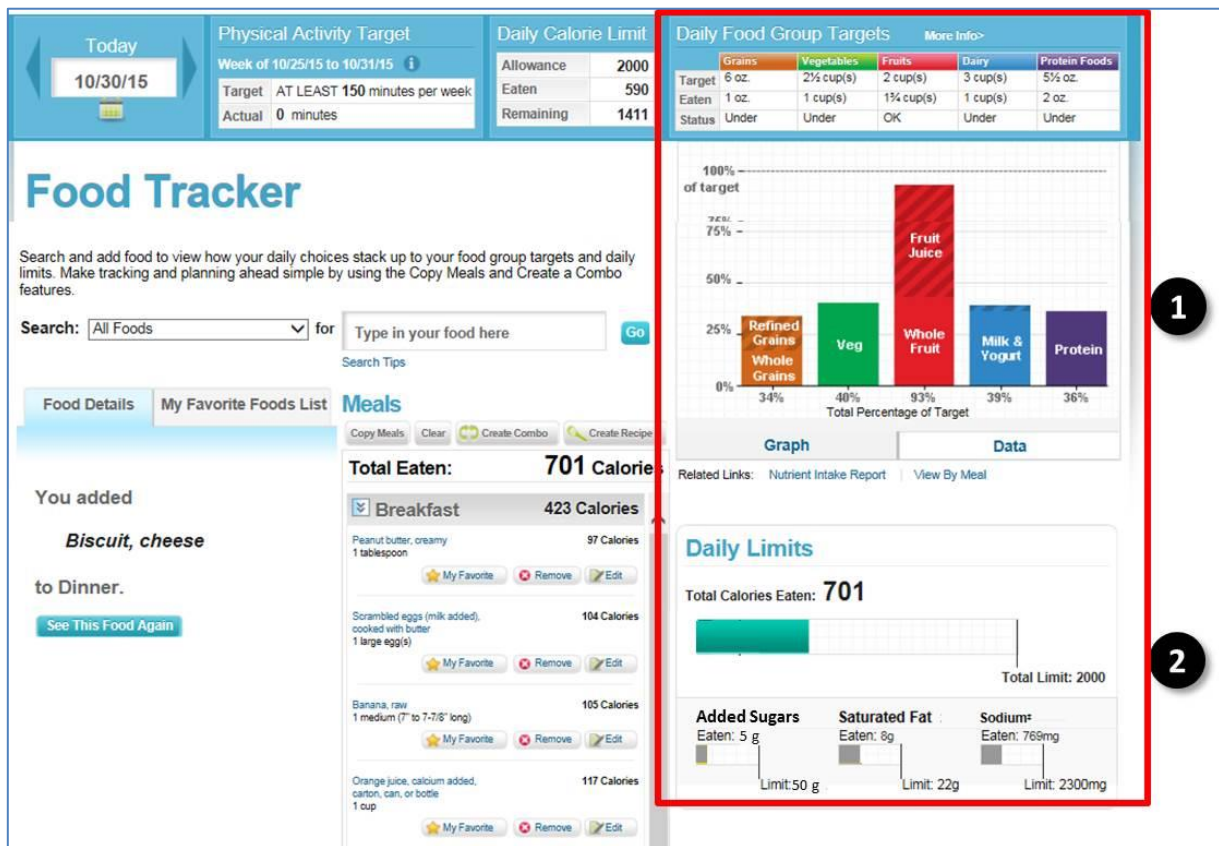 Today
10/30/15
Physical Activity Target
Week of 10/25/15 to 10/31/15 i
Target AT LEAST 150 minutes per week
Actual 0 minutes
Daily Calorie Limit
Allowance 2000
Eaten 590
Remaining 1411
Daily Food Group Targets More Info>
Grains Vegetables Fruits Dairy Protein Foods
Target 6 oz. 2½ cup(s) 2 cup(s) 3 cup(s) 5½ oz.
Eaten 1 oz. 1 cup(s) 1¾ cup(s) 1 cup(s) 2 oz.
Status Under Under OK Under Under
Food Tracker
Search and add food to view how your daily choices stack up to your food group targets and daily
limits. Make tracking and planning ahead simple by using the Copy Meals and Create a Combo
features.
Search: All Foods for Type in your food here Go
Search Tips
Food Details My Favorite Foods List
You added
Biscuit, cheese
to Dinner.
See This Food Again
Meals
Copy Meals Clear Create Combo Create Recipe
Total Eaten: 701 Calories
Breakfast 423 Calories
Peanut butter, creamy 97 Calories
1 tablespoon
My Favorite Remove Edit
Scrambled eggs (milk added), 104 Calories
cooked with butter
1 large egg(s)
My Favorite Remove Edit
Banana, raw 105 Calories
1 medium (7" to 7-7/8" long)
My Favorite Remove Edit
Orange juice, calcium added, 117 Calories
carton, can, or bottle
1 cup
My Favorite Remove Edit
100%
of target
75%
75%
50%
25%
0%
Refined
Grains
Whole
Grains
Veg
Fruit
Juice
Whole
Fruit
Milk &
Yogurt
Protein
34% 40% 93% 39% 36%
Total Percentage of Target
Graph Data
Related Links: Nutrient Intake Report | View By Meal
1
Daily Limits
Total Calories Eaten: 701
Total Limit: 2000
2
Added Sugars Saturated Fat Sodium
Eaten: 5 g Eaten: 8g Eaten: 769mg
Limit:50 g Limit: 22g Limit: 2300mg